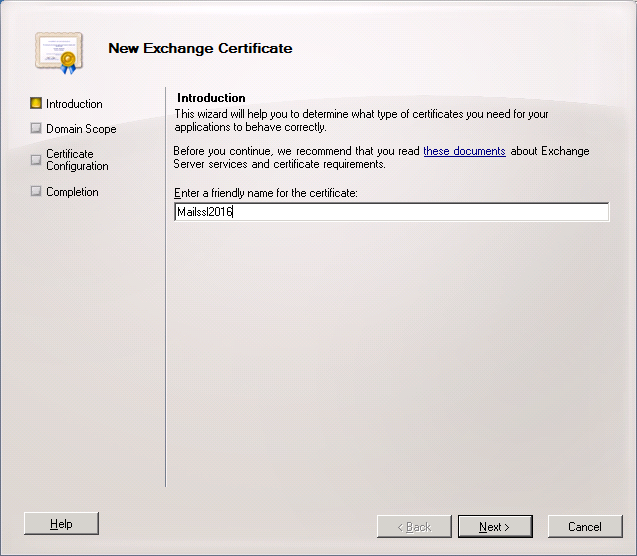 New Exchange Certificate
Introduction
Domain Scope
Certificate
Configuration
Completion
Introduction
This wizard will help you to determine what type of certificates you need for your
applications to behave correctly.
Before you continue, we recommend that you read these documents about Exchange
Server services and certificate requirements.
Enter a friendly name for the certificate:
Mailssl2016
Help
< Back
Next >
Cancel